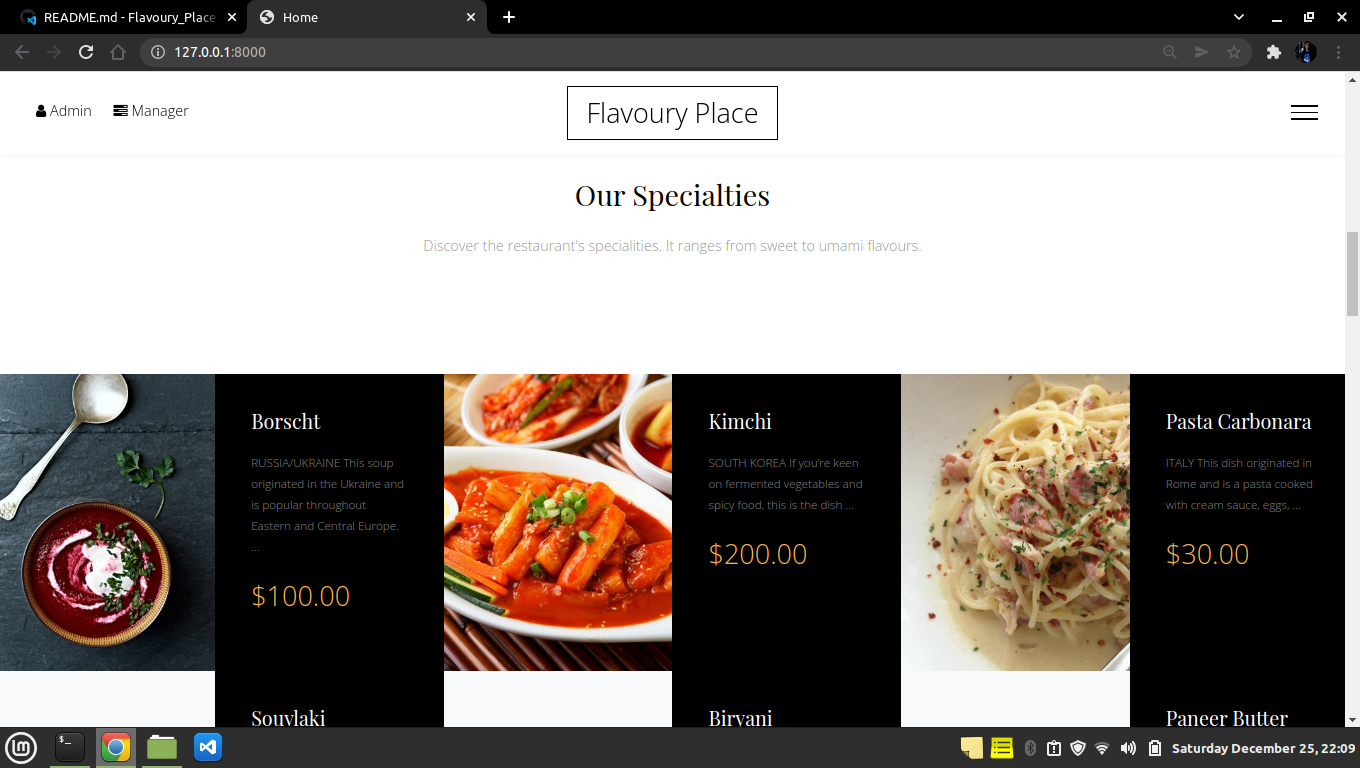 README.md - Flavoury_Place
Home
127.0.0.1:8000
Admin
Manager
Flavoury Place
Our Specialties
Discover the restaurant's specialities. It ranges from sweet to umami flavours.
Borscht
RUSSIA/UKRAINE This soup
originated in the Ukraine and
is popular throughout
Eastern and Central Europe.
...
$100.00
Kimchi
SOUTH KOREA If you're keen
on fermented vegetables and
spicy food, this is the dish ...
$200.00
Pasta Carbonara
ITALY This dish originated in
Rome and is a pasta cooked
with cream sauce, eggs, ...
$30.00
Souvlaki
Biryani
Paneer Butter
Saturday December 25, 22:09